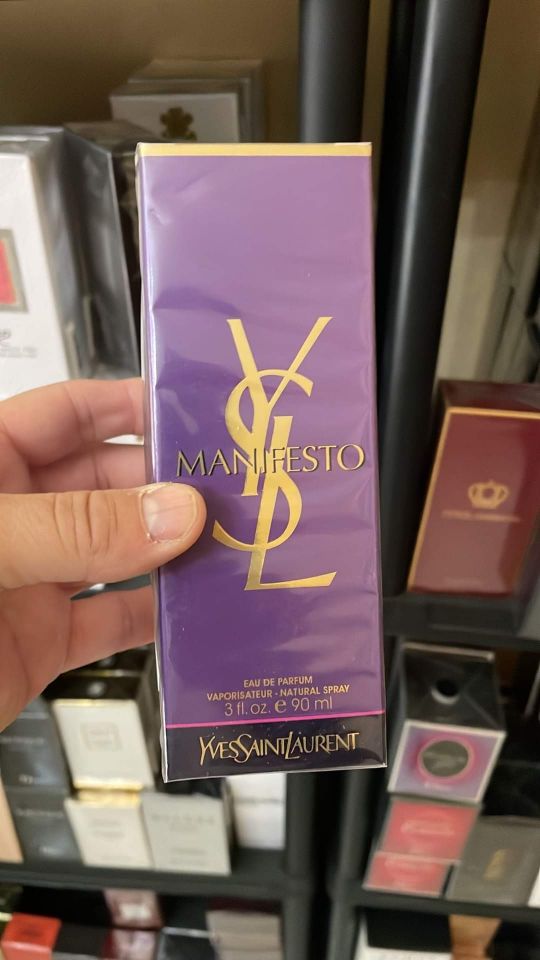 YSL
MANIFESTO
EAU DE PARFUM
VAPORISATEUR - NATURAL SPRAY
3 fl. oz. e 90 ml
YVESSAINTLAURENT